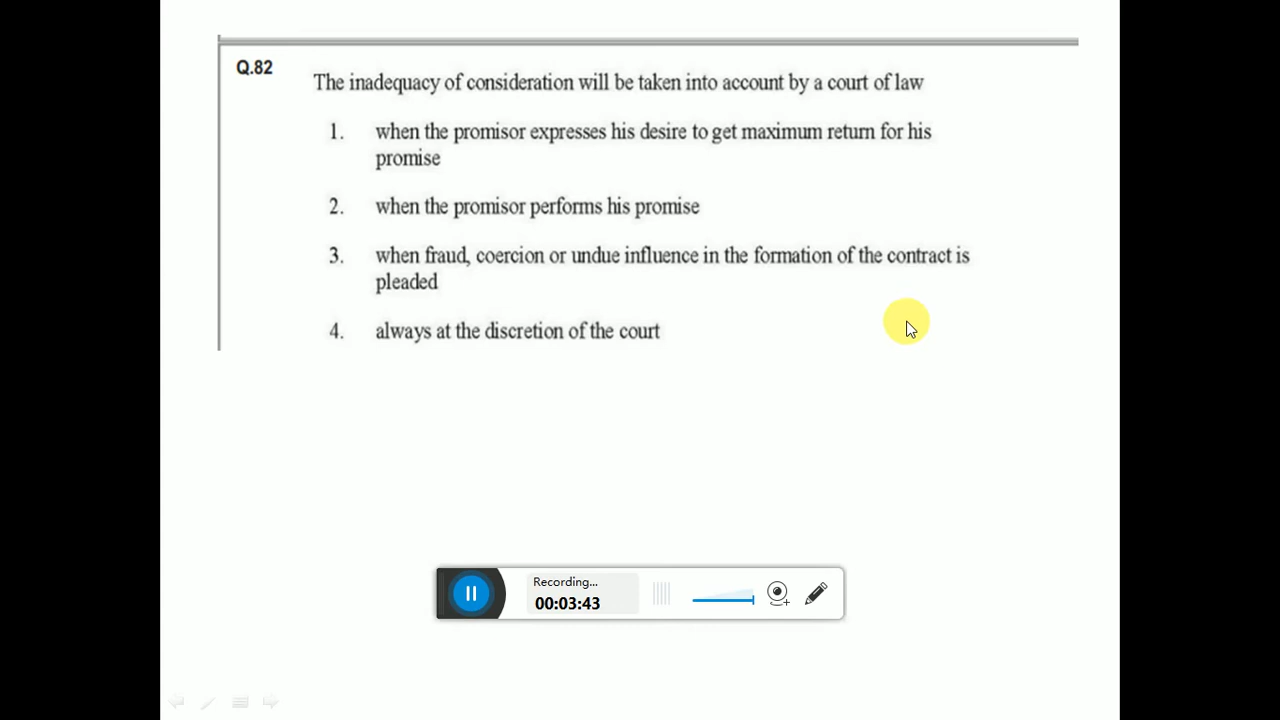 Q.82
The inadequacy of consideration will be taken into account by a court of law
1. when the promisor expresses his desire to get maximum return for his
promise
2. when the promisor performs his promise
3. when fraud, coercion or undue influence in the formation of the contract is
pleaded
4. always at the discretion of the court
Recording...
00:03:43